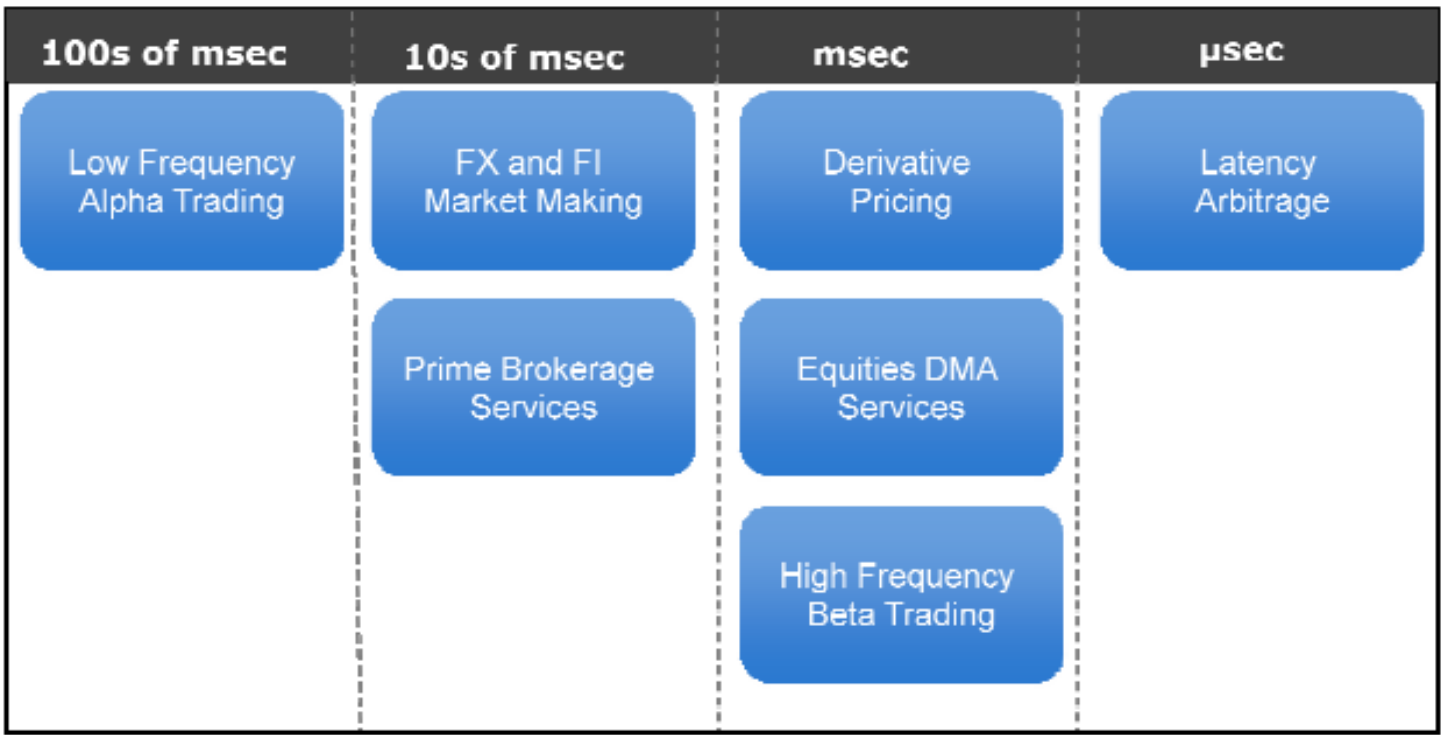 100s of msec
10s of msec
msec
µsec
Low Frequency
Alpha Trading
FX and FI
Market Making
Derivative
Pricing
Latency
Arbitrage
Prime Brokerage
Services
Equities DMA
Services
High Frequency
Beta Trading